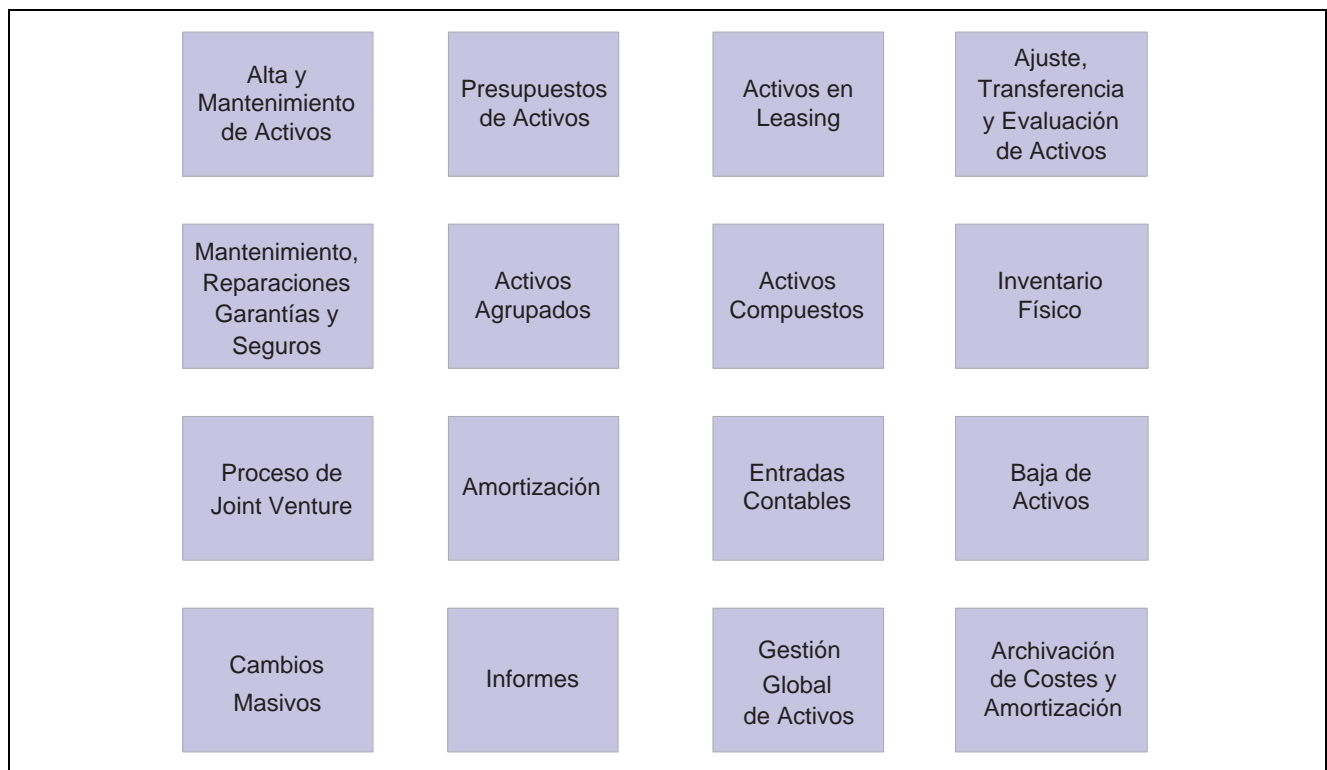 Alta y
Mantenimiento
de Activos
Presupuestos
de Activos
Activos en
Leasing
Ajuste,
Transferencia
y Evaluación
de Activos
Mantenimiento,
Reparaciones
Garantías y
Seguros
Activos
Agrupados
Activos
Compuestos
Inventario
Físico
Proceso de
Joint Venture
Amortización
Entradas
Contables
Baja de
Activos
Cambios
Masivos
Informes
Gestión
Global
de Activos
Archivación
de Costes y
Amortización